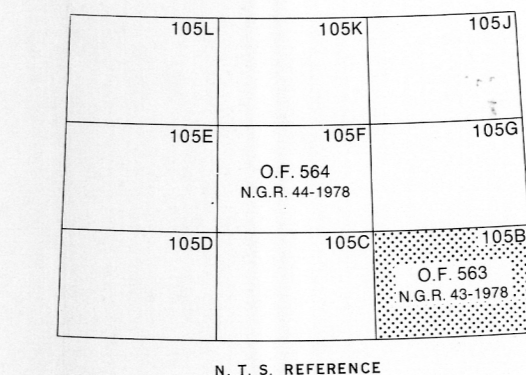 105L 105K 105J
105E 105F 105G
O.F. 564
N.G.R. 44-1978
105D 105C 105B
O.F. 563
N.G.R. 43-1978
N. T. S. REFERENCE